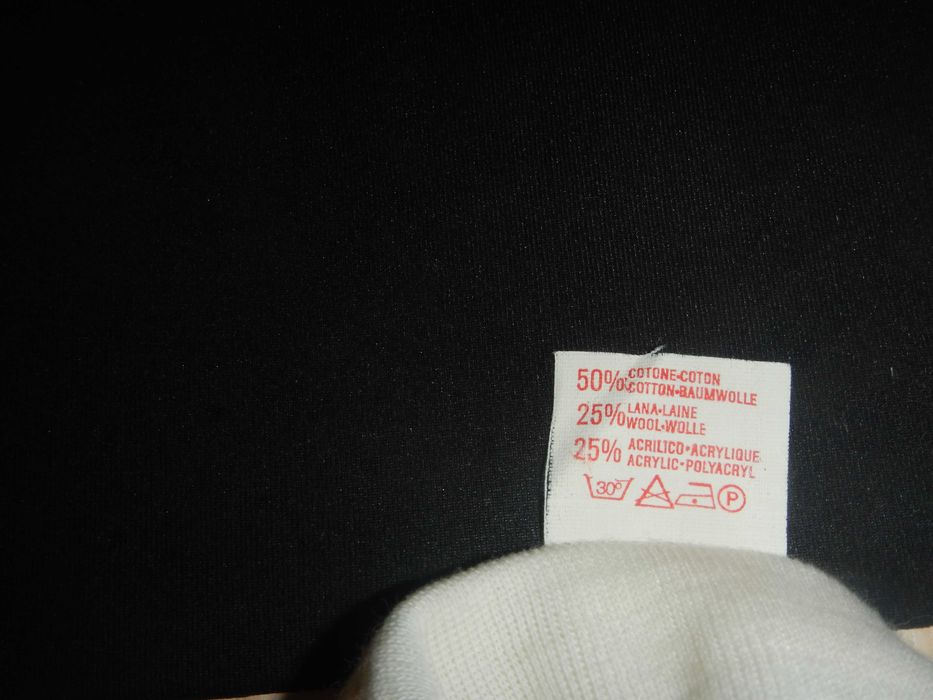 50% COTONE•COTON
COTTON•BAUMWOLLE
25% LANA•LAINE
WOOL•WOLLE
25% ACRILICO•ACRYLIQUE
ACRYLIC•POLYACRYL
30° P